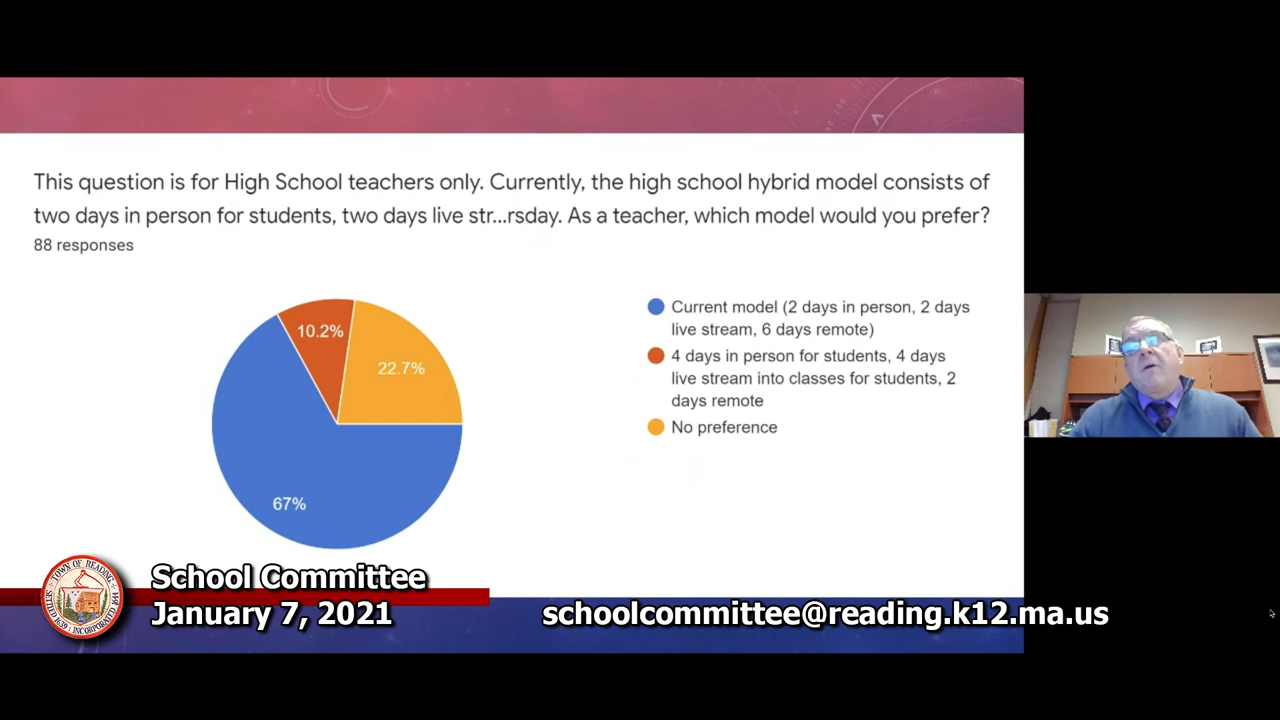 This question is for High School teachers only. Currently, the high school hybrid model consists of
two days in person for students, two days live str...rsday. As a teacher, which model would you prefer?
88 responses
10.2%
22.7%
67%
Current model (2 days in person, 2 days
live stream, 6 days remote)
4 days in person for students, 4 days
live stream into classes for students, 2
days remote
No preference
TOWN OF READING
INCORPORATED
School Committee
January 7, 2021
schoolcommittee@reading.k12.ma.us